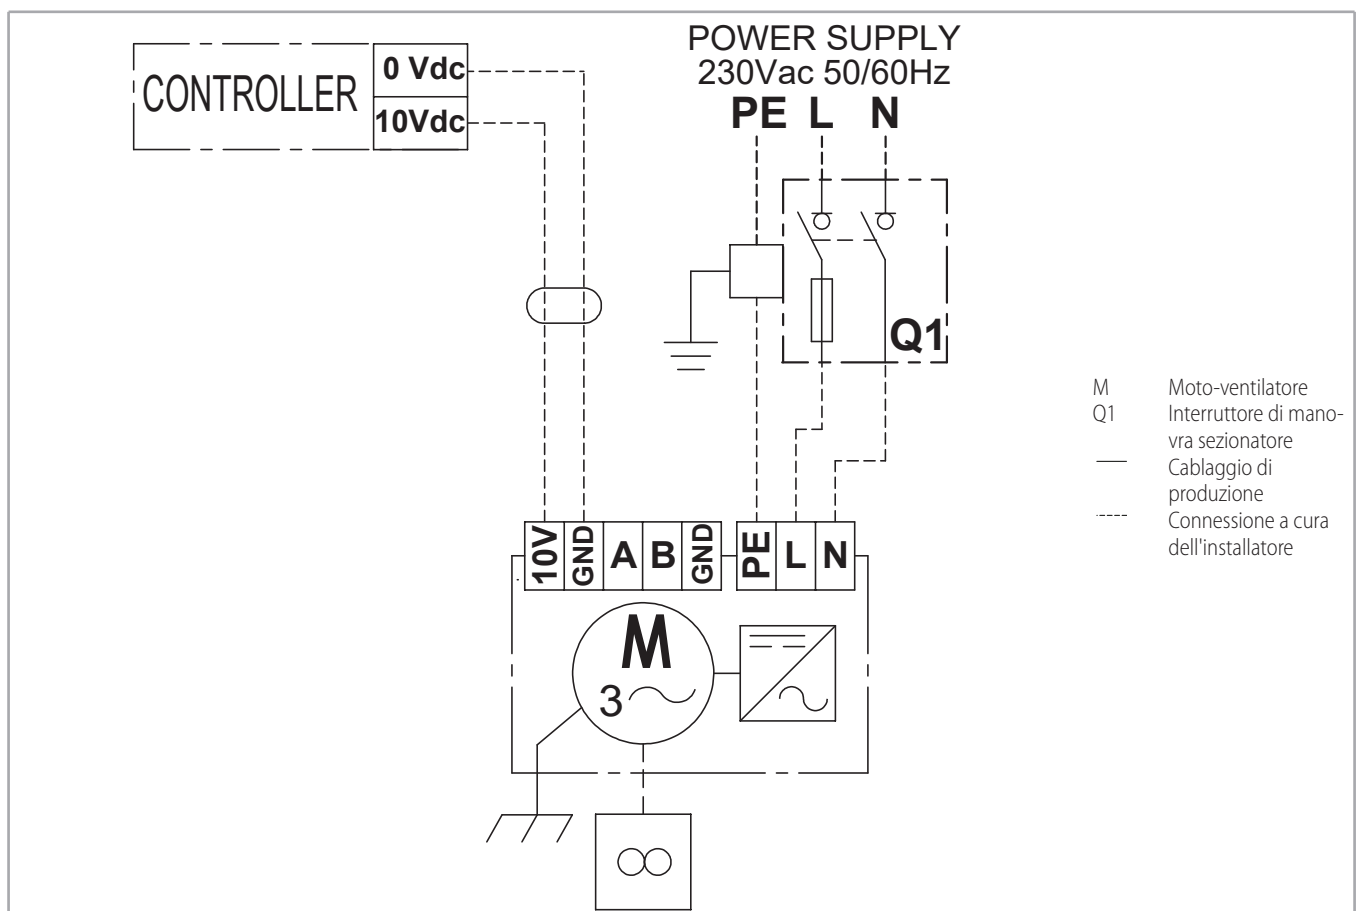 POWER SUPPLY
230Vac 50/60Hz
PE L N
CONTROLLER
0 Vdc
10Vdc
Q1
M Moto-ventilatore
Q1 Interruttore di mano-
vra sezionatore
Cablaggio di
produzione
Connessione a cura
dell'installatore
10V GND A B GND PE L N
M
3